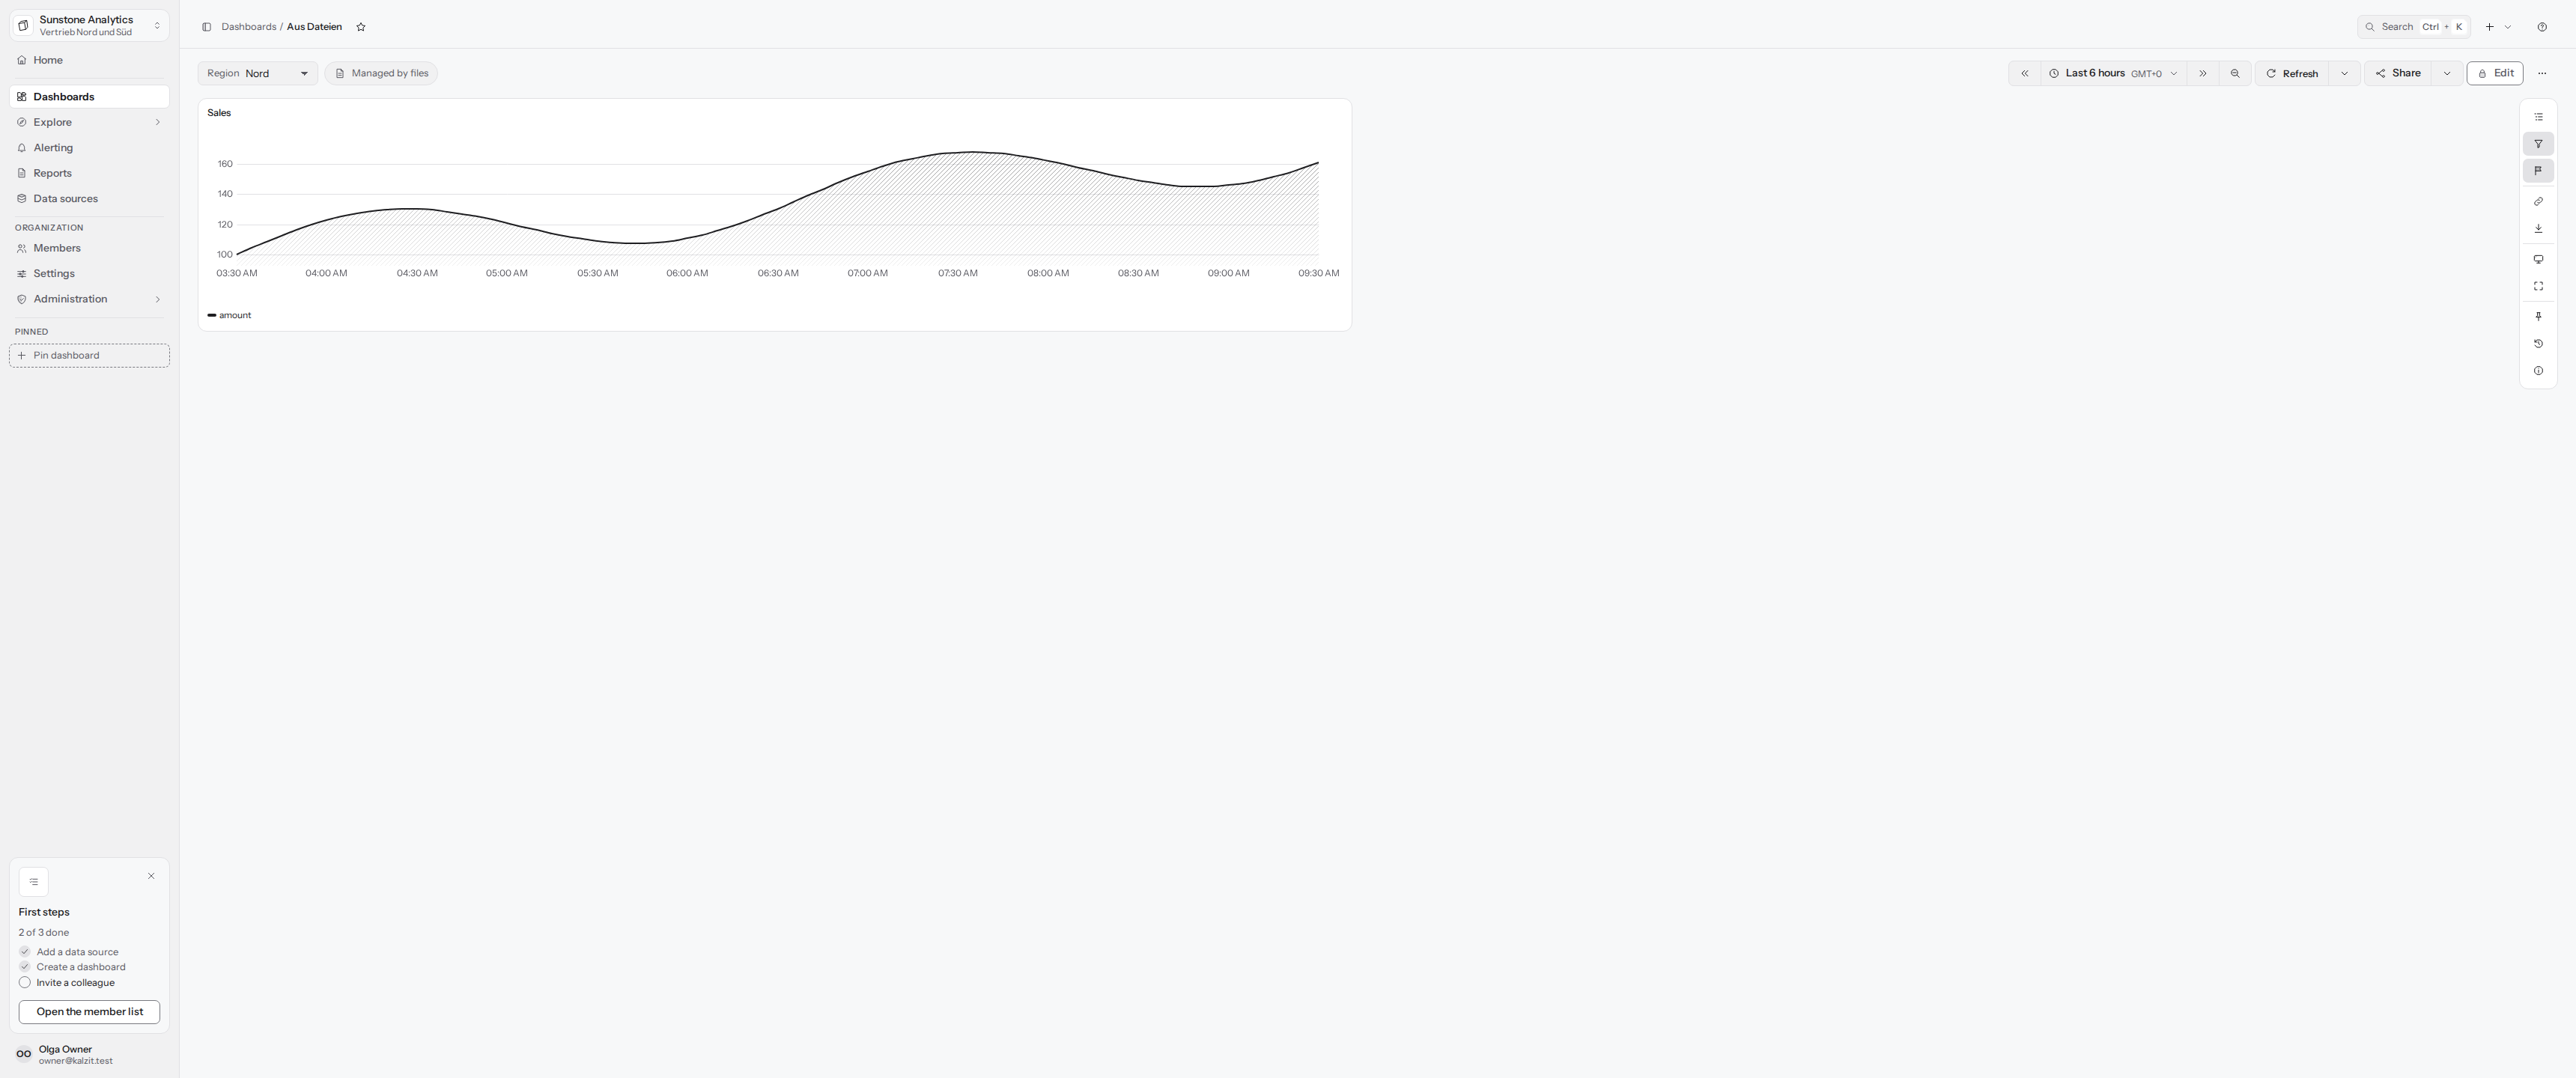 Sunstone Analytics
Vertrieb Nord und Süd
Home
Dashboards
Explore
Alerting
Reports
Data sources
ORGANIZATION
Members
Settings
Administration
PINNED
Pin dashboard
First steps
2 of 3 done
Add a data source
Create a dashboard
Invite a colleague
Open the member list
OO
Olga Owner
owner@kalzit.test
Dashboards / Aus Dateien
Search Ctrl + K
Region Nord
Managed by files
Last 6 hours GMT+0
Refresh
Share
Edit
Sales
160
140
120
100
03:30 AM 04:00 AM 04:30 AM 05:00 AM 05:30 AM 06:00 AM 06:30 AM 07:00 AM 07:30 AM 08:00 AM 08:30 AM 09:00 AM 09:30 AM
amount